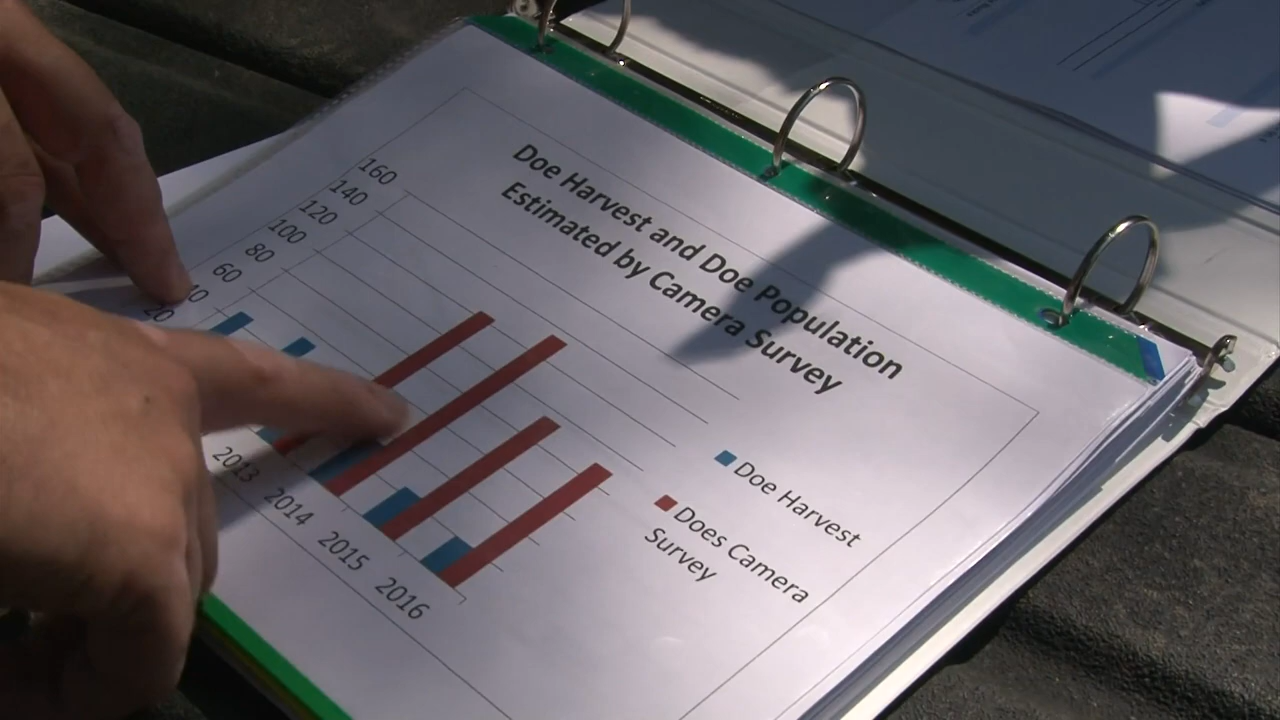 Doe Harvest and Doe Population
Estimated by Camera Survey
160
140
120
100
80
60
40
20
2013
2014
2015
2016
Doe Harvest
Does Camera
Survey